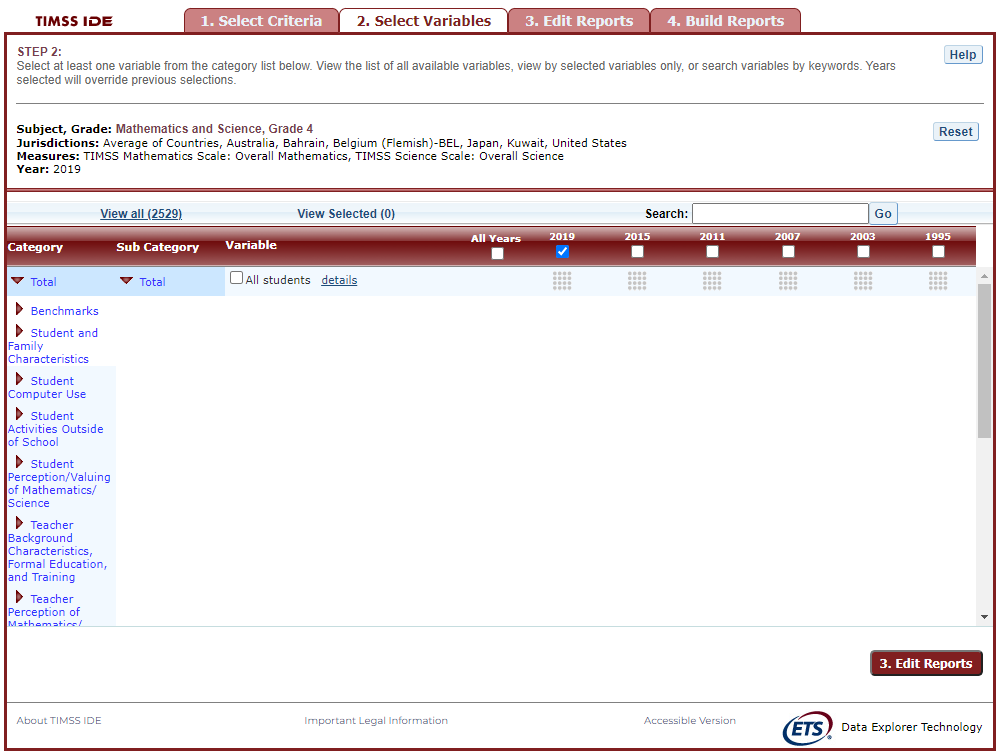 TIMSS IDE
1. Select Criteria
2. Select Variables
3. Edit Reports
4. Build Reports
STEP 2:
Help
Select at least one variable from the category list below. View the list of all available variables, view by selected variables only, or search variables by keywords. Years
selected will override previous selections.
Subject, Grade: Mathematics and Science, Grade 4
Reset
Jurisdictions: Average of Countries, Australia, Bahrain, Belgium (Flemish)-BEL, Japan, Kuwait, United States
Measures: TIMSS Mathematics Scale: Overall Mathematics, TIMSS Science Scale: Overall Science
Year: 2019
View all (2529)
View Selected (0)
Search:
Go
Category
Sub Category
Variable
All Years
2019
2015
2011
2007
2003
1995
Total
Total
All students details
Benchmarks
Student and
Family
Characteristics
Student
Computer Use
Student
Activities Outside
of School
Student
Perception/Valuing
of Mathematics/
Science
Teacher
Background
Characteristics,
Formal Education,
and Training
Teacher
Perception of
Mathematics/
3. Edit Reports
About TIMSS IDE
Important Legal Information
Accessible Version
ETS
Data Explorer Technology